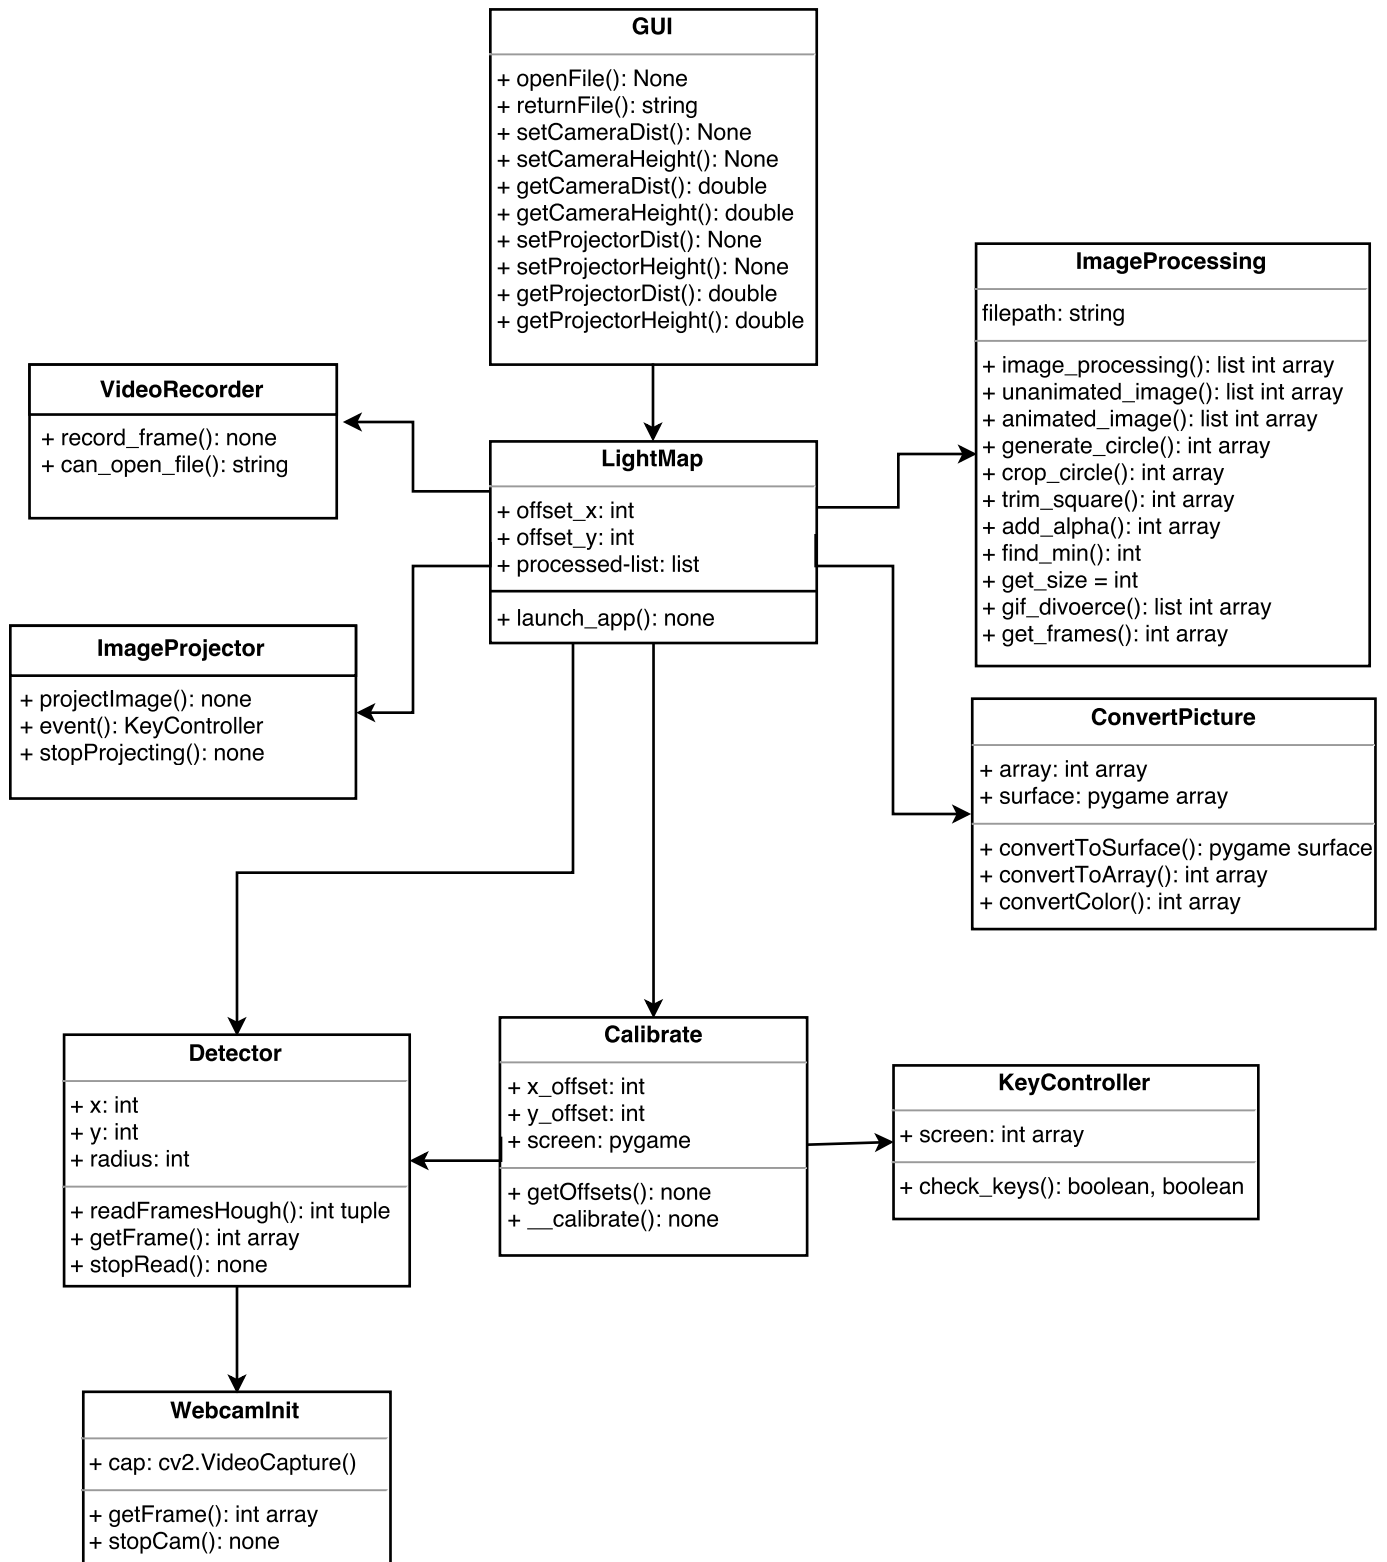 GUI
+ openFile(): None
+ returnFile(): string
+ setCameraDist(): None
+ setCameraHeight(): None
+ getCameraDist(): double
+ getCameraHeight(): double
+ setProjectorDist(): None
+ setProjectorHeight(): None
+ getProjectorDist(): double
+ getProjectorHeight(): double
ImageProcessing
filepath: string
+ image_processing(): list int array
+ unanimated_image(): list int array
+ animated_image(): list int array
+ generate_circle(): int array
+ crop_circle(): int array
+ trim_square(): int array
+ add_alpha(): int array
+ find_min(): int
+ get_size = int
+ gif_divoerce(): list int array
+ get_frames(): int array
VideoRecorder
+ record_frame(): none
+ can_open_file(): string
LightMap
+ offset_x: int
+ offset_y: int
+ processed-list: list
+ launch_app(): none
ImageProjector
+ projectImage(): none
+ event(): KeyController
+ stopProjecting(): none
ConvertPicture
+ array: int array
+ surface: pygame array
+ convertToSurface(): pygame surface
+ convertToArray(): int array
+ convertColor(): int array
Detector
+ x: int
+ y: int
+ radius: int
+ readFramesHough(): int tuple
+ getFrame(): int array
+ stopRead(): none
Calibrate
+ x_offset: int
+ y_offset: int
+ screen: pygame
+ getOffsets(): none
+ __calibrate(): none
KeyController
+ screen: int array
+ check_keys(): boolean, boolean
WebcamInit
+ cap: cv2.VideoCapture()
+ getFrame(): int array
+ stopCam(): none